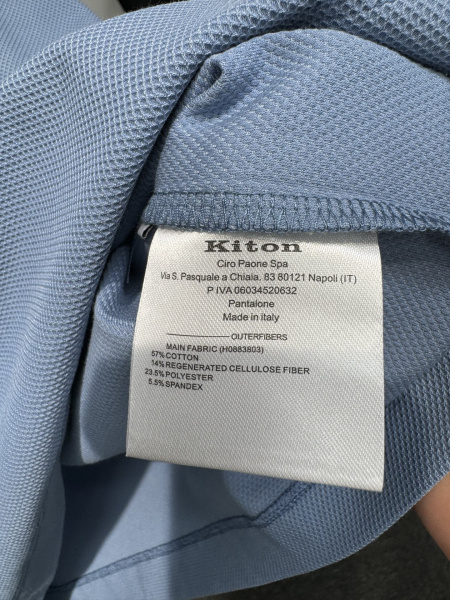 Kiton
Ciro Paone Spa
Via S. Pasquale a Chiaia. 83 80121 Napoli (IT)
P IVA 06034520632
Pantalone
Made in italy
OUTERFIBERS
MAIN FABRIC (H0883803)
57% COTTON
14% REGENERATED CELLULOSE FIBER
23.5% POLYESTER
5.5% SPANDEX